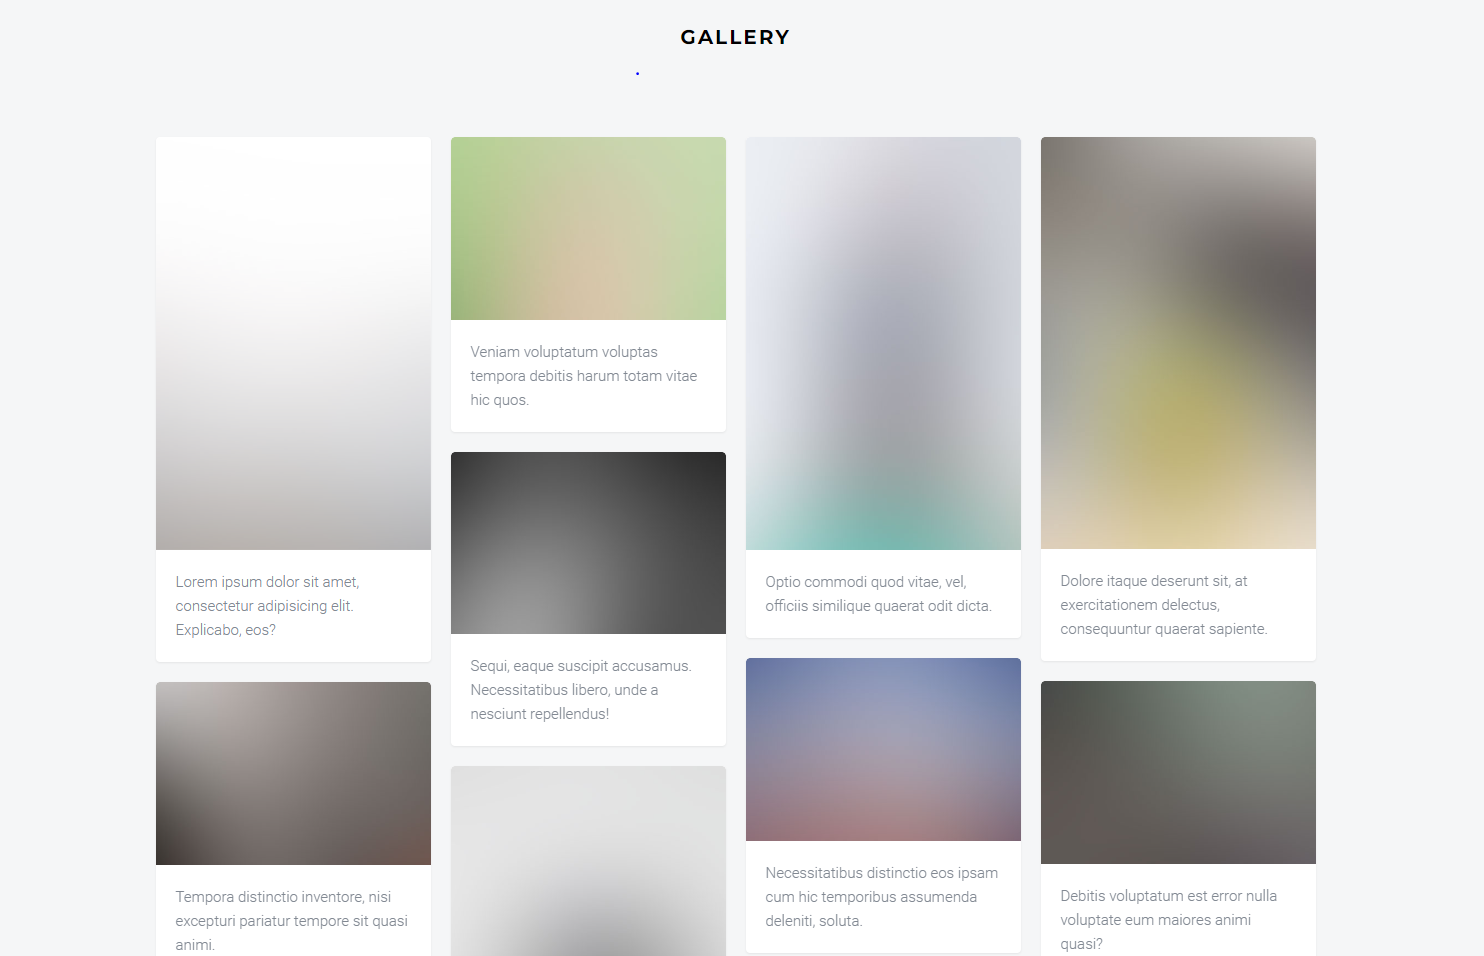 GALLERY
Lorem ipsum dolor sit amet,
consectetur adipisicing elit.
Explicabo, eos?
Tempora distinctio inventore, nisi
excepturi pariatur tempore sit quasi
animi.
Veniam voluptatum voluptas
tempora debitis harum totam vitae
hic quos.
Sequi, eaque suscipit accusamus.
Necessitatibus libero, unde a
nesciunt repellendus!
Optio commodi quod vitae, vel,
officiis similique quaerat odit dicta.
Necessitatibus distinctio eos ipsam
cum hic temporibus assumenda
deleniti, soluta.
Dolore itaque deserunt sit, at
exercitationem delectus,
consequuntur quaerat sapiente.
Debitis voluptatum est error nulla
voluptate eum maiores animi
quasi?